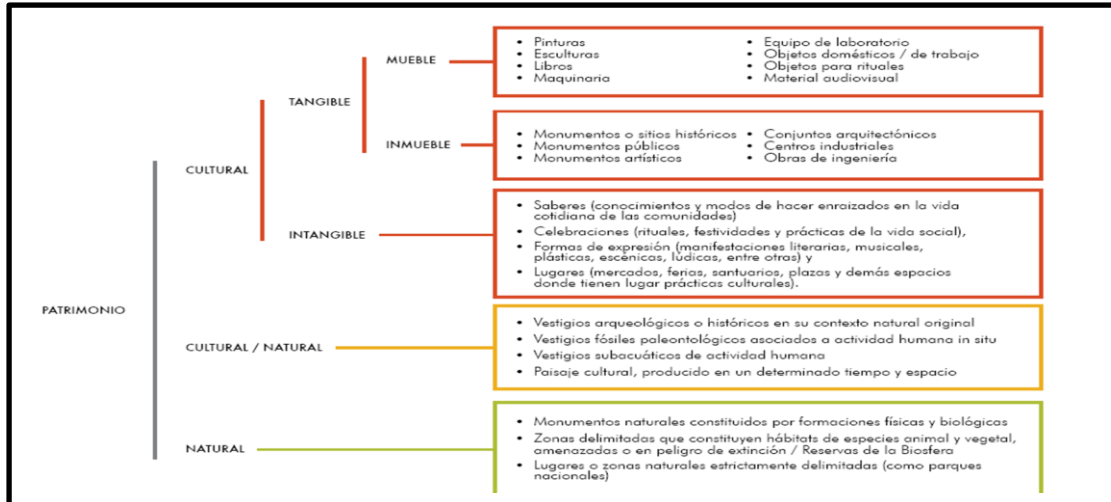 PATRIMONIO
CULTURAL
TANGIBLE
MUEBLE
• Pinturas
• Esculturas
• Libros
• Maquinaria
• Equipo de laboratorio
• Objetos domésticos / de trabajo
• Objetos para rituales
• Material audiovisual
INMUEBLE
• Monumentos o sitios históricos
• Monumentos públicos
• Monumentos artísticos
• Conjuntos arquitectónicos
• Centros industriales
• Obras de ingeniería
INTANGIBLE
• Saberes (conocimientos y modos de hacer enraizados en la vida
cotidiana de las comunidades)
• Celebraciones (rituales, festividades y prácticas de la vida social),
• Formas de expresión (manifestaciones literarias, musicales,
plásticas, escénicas, lúdicas, entre otras) y
• Lugares (mercados, ferias, santuarios, plazas y demás espacios
donde tienen lugar prácticas culturales).
CULTURAL / NATURAL
• Vestigios arqueológicos o históricos en su contexto natural original
• Vestigios fósiles paleontológicos asociados a actividad humana in situ
• Vestigios subacuáticos de actividad humana
• Paisaje cultural, producido en un determinado tiempo y espacio
NATURAL
• Monumentos naturales constituidos por formaciones físicas y biológicas
• Zonas delimitadas que constituyen hábitats de especies animal y vegetal,
amenazadas o en peligro de extinción / Reservas de la Biosfera
• Lugares o zonas naturales estrictamente delimitadas (como parques
nacionales)